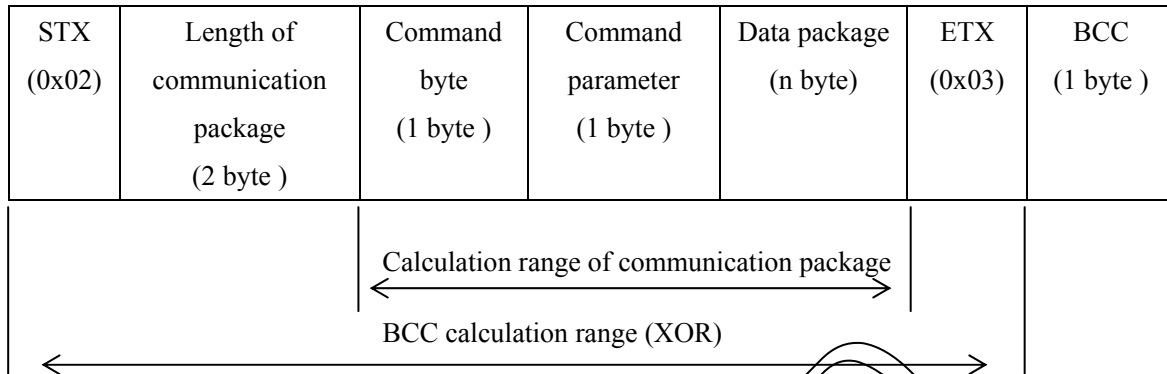 STX Length of Command Command Data package ETX BCC
(0x02) communication byte parameter (n byte) (0x03) (1 byte )
package (1 byte ) (1 byte )
(2 byte )
Calculation range of communication package
BCC calculation range (XOR)